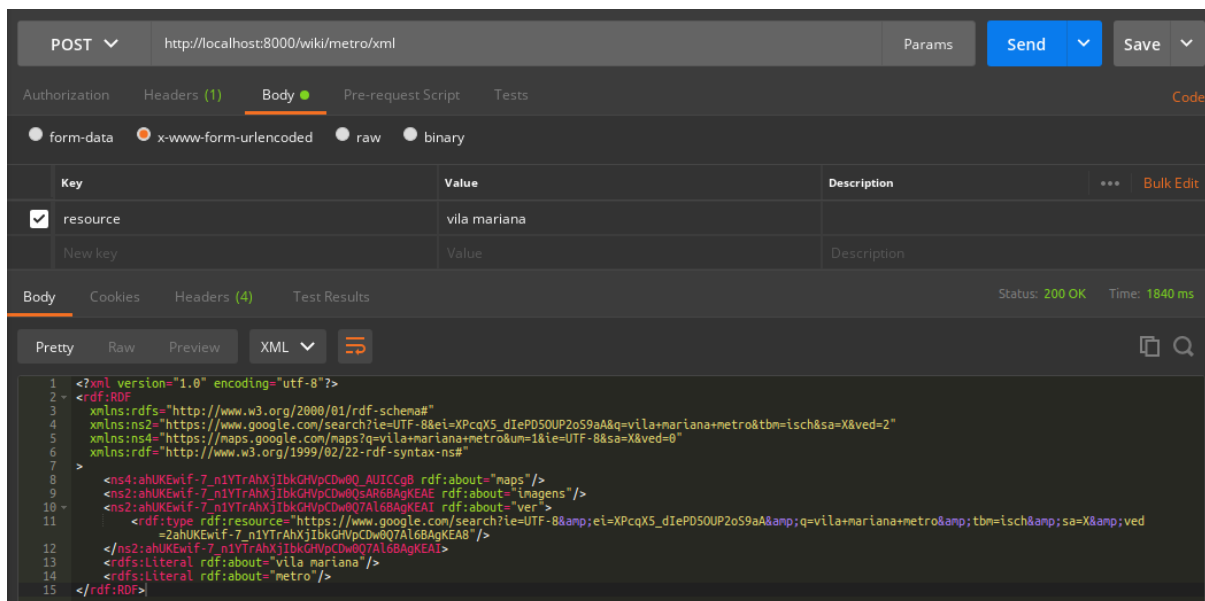 POST http://localhost:8000/wiki/metro/xml Params Send Save
Authorization Headers (1) Body Pre-request Script Tests Code
form-data x-www-form-urlencoded raw binary
Key Value Description ••• Bulk Edit
resource vila mariana
New key Value Description
Body Cookies Headers (4) Test Results Status: 200 OK Time: 1840 ms
Pretty Raw Preview XML
1 <?xml version="1.0" encoding="utf-8"?>
2 <rdf:RDF
3 xmlns:rdfs="http://www.w3.org/2000/01/rdf-schema#"
4 xmlns:ns2="https://www.google.com/search?ie=UTF-8&ei=XPcqX5_dIePD5OUP2oS9aA&q=vila+mariana+metro&tbm=isch&sa=X&ved=2"
5 xmlns:ns4="https://maps.google.com/maps?q=vila+mariana+metro&um=1&ie=UTF-8&sa=X&ved=0"
6 xmlns:rdf="http://www.w3.org/1999/02/22-rdf-syntax-ns#"
7 >
8 <ns4:ahUKEwif-7_n1YTrAhXjIbkGHVpCDw0Q_AUICCgB rdf:about="maps"/>
9 <ns2:ahUKEwif-7_n1YTrAhXjIbkGHVpCDw0QsAR6BAgKEAE rdf:about="imagens"/>
10 <ns2:ahUKEwif-7_n1YTrAhXjIbkGHVpCDw0Q7Al6BAgKEAI rdf:about="ver">
11 <rdf:type rdf:resource="https://www.google.com/search?ie=UTF-8&amp;ei=XPcqX5_dIePD5OUP2oS9aA&amp;q=vila+mariana+metro&amp;tbm=isch&amp;sa=X&amp;ved
=2ahUKEwif-7_n1YTrAhXjIbkGHVpCDw0Q7Al6BAgKEA8"/>
12 </ns2:ahUKEwif-7_n1YTrAhXjIbkGHVpCDw0Q7Al6BAgKEAI>
13 <rdfs:Literal rdf:about="vila mariana"/>
14 <rdfs:Literal rdf:about="metro"/>
15 </rdf:RDF>